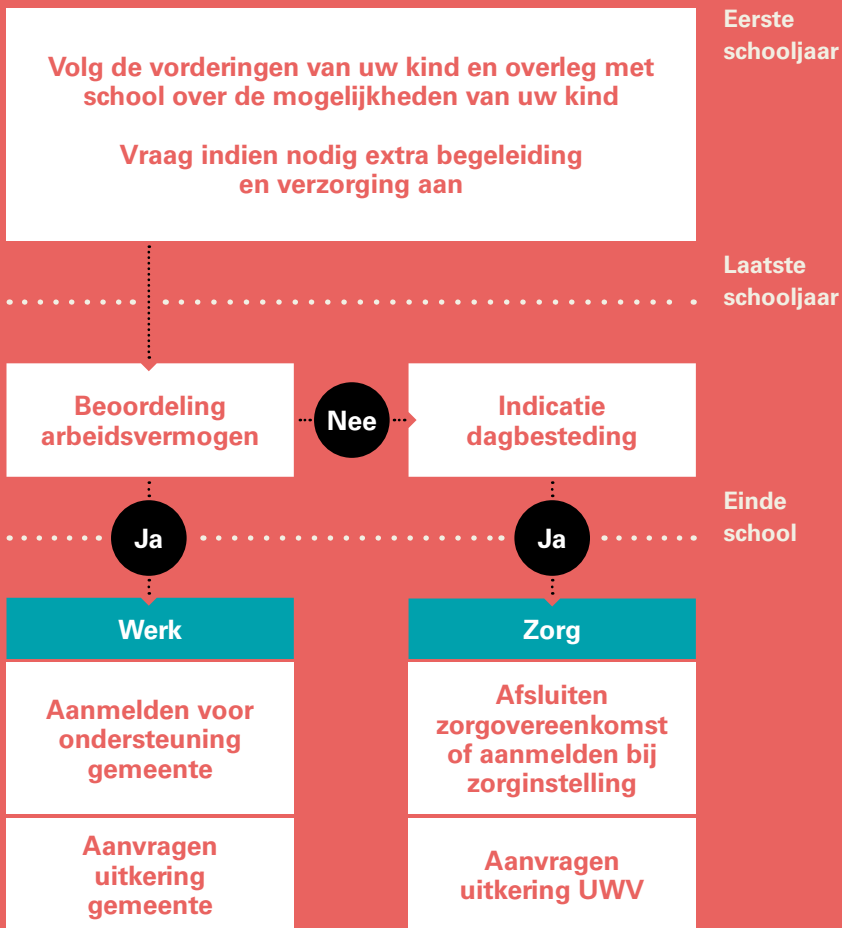 Eerste
schooljaar
Volg de vorderingen van uw kind en overleg met
school over de mogelijkheden van uw kind
Vraag indien nodig extra begeleiding
en verzorging aan
Laatste
schooljaar
Beoordeling
arbeidsvermogen
Nee
Indicatie
dagbesteding
Einde
school
Ja
Ja
Werk
Aanmelden voor
ondersteuning
gemeente
Aanvragen
uitkering
gemeente
Zorg
Afsluiten
zorgovereenkomst
of aanmelden bij
zorginstelling
Aanvragen
uitkering UWV